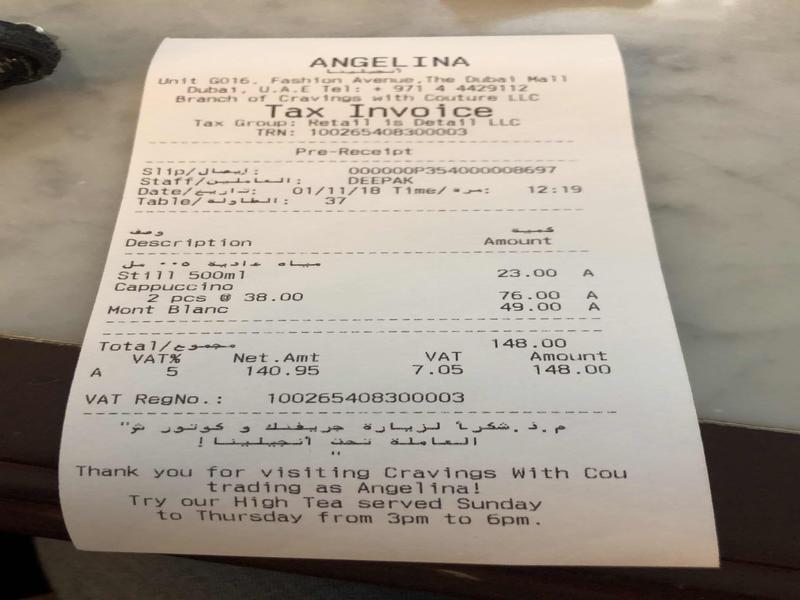 ANGELINA
أنجيلينا
Unit G016, Fashion Avenue,The Dubai Mall
Dubai, U.A.E Tel: + 971 4 4429112
Branch of Cravings with Couture LLC
Tax Invoice
Tax Group: Retail is Detail LLC
TRN: 100265408300003
Pre-Receipt
Slip/إيصال: 000000P354000008697
Staff/العاملين: DEEPAK
Date/تاريخ: 01/11/18 Time/مره: 12:19
Table/الطاولة: 37
وصف كمية
Description Amount
مياه عادية ٥٠٠ مل
Still 500ml 23.00 A
Cappuccino
2 pcs @ 38.00 76.00 A
Mont Blanc 49.00 A
Total/مجموع: 148.00
VAT% Net.Amt VAT Amount
A 5 140.95 7.05 148.00
VAT RegNo.: 100265408300003
م.ذ.شكرآ لزيارة جريفنك و كوتور ش"
العاملة تحت أنجيلينا!
"
Thank you for visiting Cravings With Cou
trading as Angelina!
Try our High Tea served Sunday
to Thursday from 3pm to 6pm.